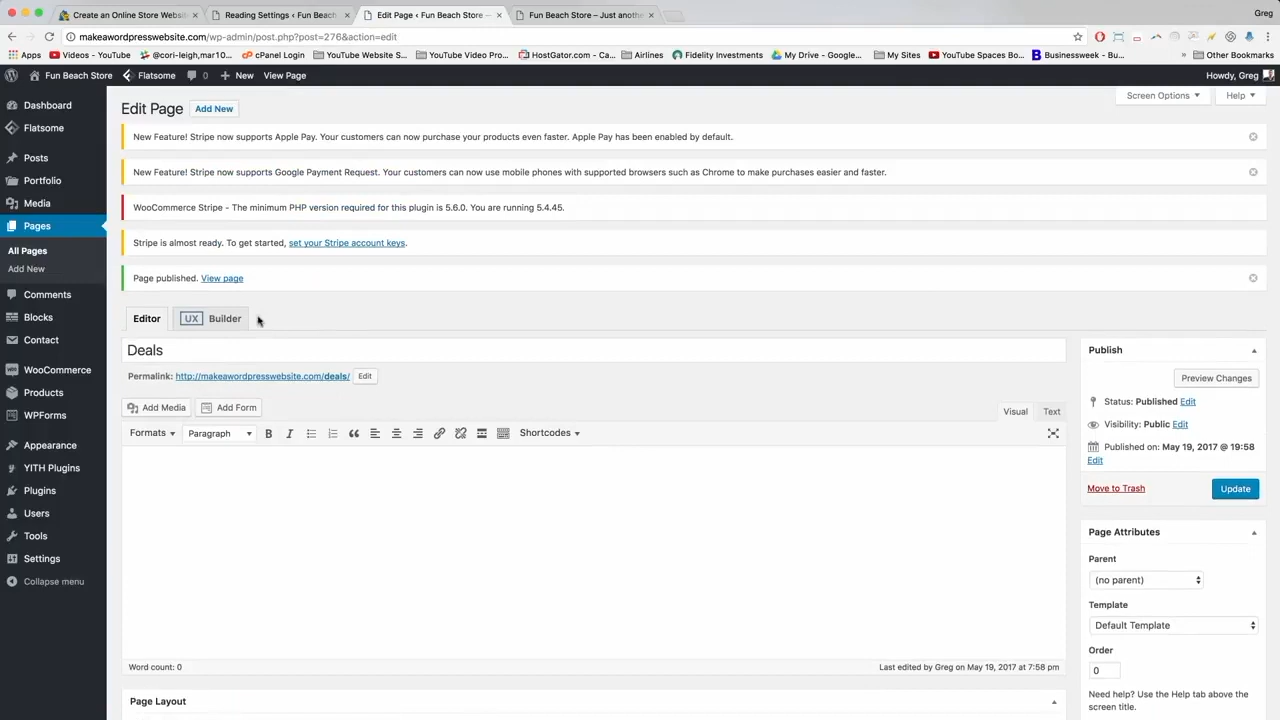 Create an Online Store Websi
Reading Settings ‹ Fun Beach
Edit Page ‹ Fun Beach Store —
Fun Beach Store – Just anoth
Greg
makeawordpresswebsite.com/wp-admin/post.php?post=276&action=edit
Apps
Videos - YouTube
@cori-leigh,mar10...
cPanel Login
YouTube Website S...
YouTube Video Pro...
HostGator.com - Ca...
Airlines
Fidelity Investments
My Drive - Google...
My Sites
YouTube Spaces Bo...
Businessweek - Bu...
»
Other Bookmarks
Fun Beach Store
Flatsome
0
New
View Page
Howdy, Greg
Dashboard
Flatsome
Posts
Portfolio
Media
Pages
All Pages
Add New
Comments
Blocks
Contact
WooCommerce
Products
WPForms
Appearance
YITH Plugins
Plugins
Users
Tools
Settings
Collapse menu
Screen Options
Help
Edit Page
Add New
New Feature! Stripe now supports Apple Pay. Your customers can now purchase your products even faster. Apple Pay has been enabled by default.
New Feature! Stripe now supports Google Payment Request. Your customers can now use mobile phones with supported browsers such as Chrome to make purchases easier and faster.
WooCommerce Stripe - The minimum PHP version required for this plugin is 5.6.0. You are running 5.4.45.
Stripe is almost ready. To get started, set your Stripe account keys.
Page published. View page
Editor
UX Builder
Deals
Permalink: http://makeawordpresswebsite.com/deals/ Edit
Add Media
Add Form
Visual
Text
Formats
Paragraph
B
I
Shortcodes
Word count: 0
Last edited by Greg on May 19, 2017 at 7:58 pm
Page Layout
Publish
Preview Changes
Status: Published Edit
Visibility: Public Edit
Published on: May 19, 2017 @ 19:58
Edit
Move to Trash
Update
Page Attributes
Parent
(no parent)
Template
Default Template
Order
0
Need help? Use the Help tab above the
screen title.